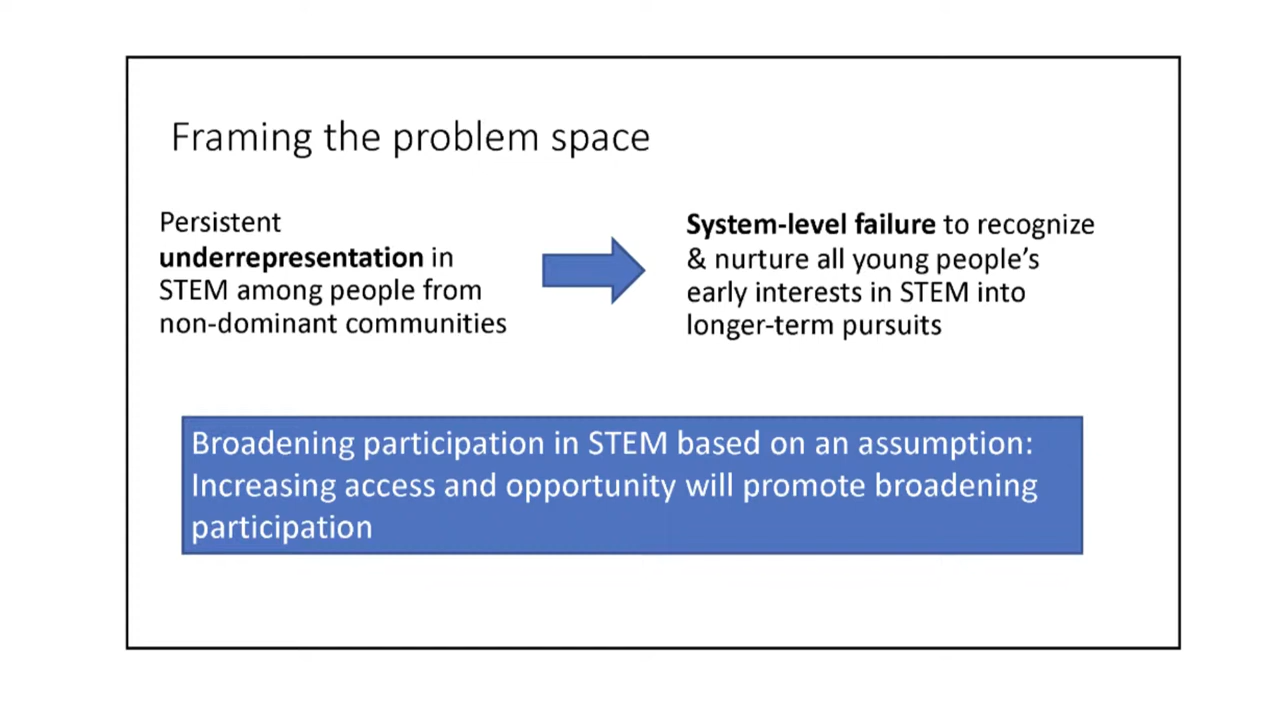 Framing the problem space
Persistent
underrepresentation in
STEM among people from
non-dominant communities
System-level failure to recognize
& nurture all young people’s
early interests in STEM into
longer-term pursuits
Broadening participation in STEM based on an assumption:
Increasing access and opportunity will promote broadening
participation